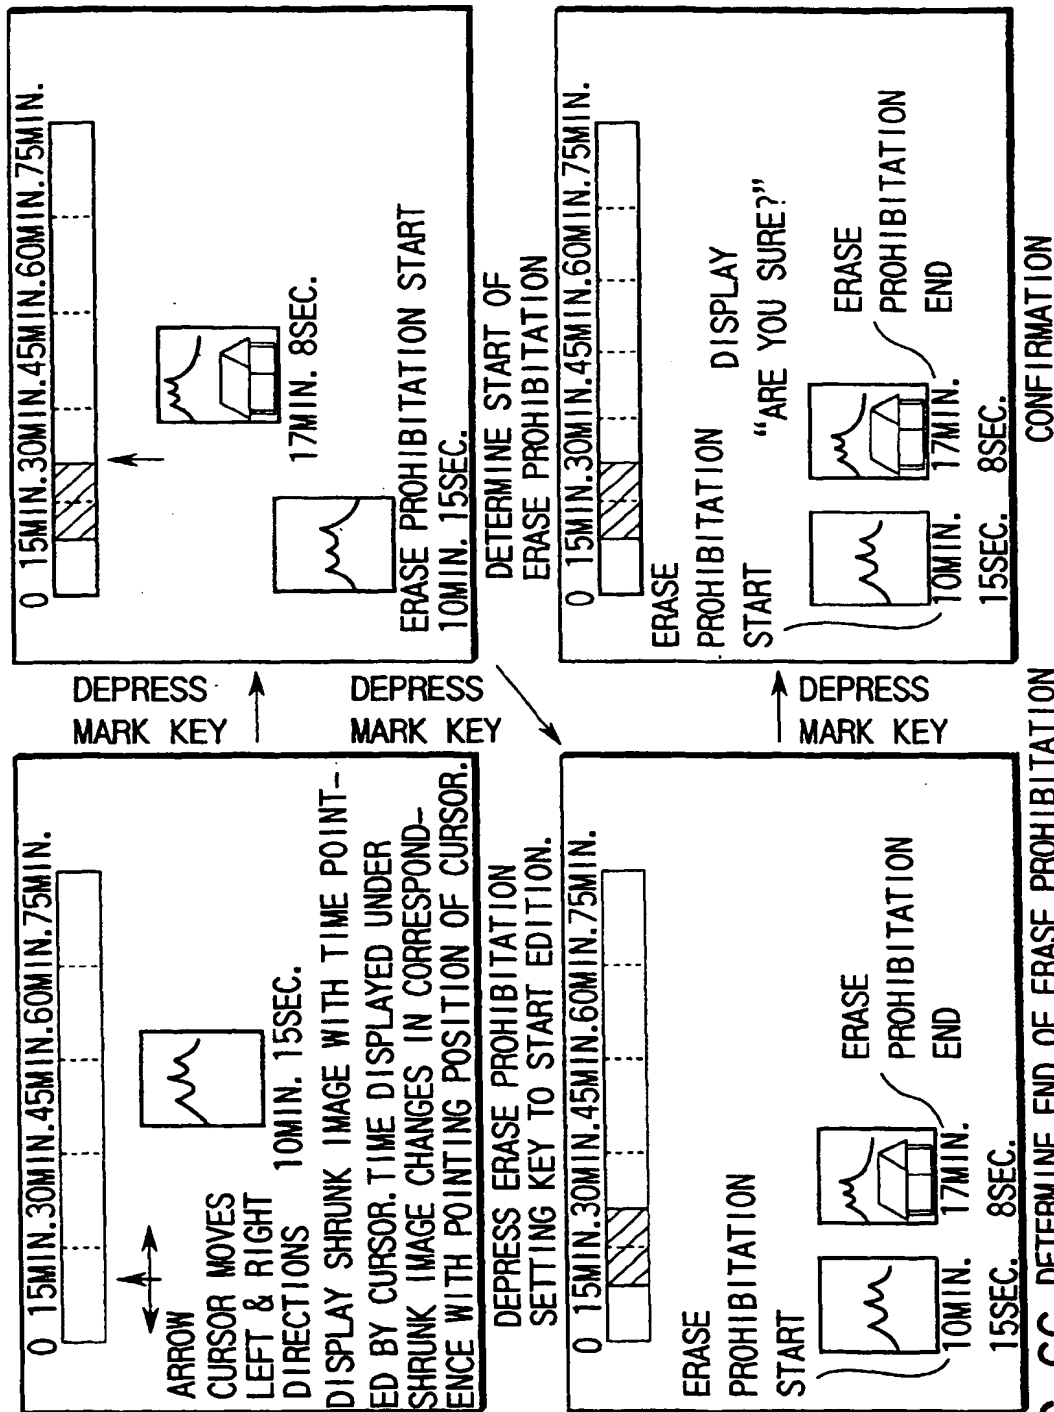 0 15MIN.30MIN.45MIN.60MIN.75MIN.
ARROW
CURSOR MOVES
LEFT & RIGHT
DIRECTIONS
10MIN. 15SEC.
DISPLAY SHRUNK IMAGE WITH TIME POINT-
ED BY CURSOR.TIME DISPLAYED UNDER
SHRUNK IMAGE CHANGES IN CORRESPOND-
ENCE WITH POINTING POSITION OF CURSOR.
DEPRESS ERASE PROHIBITATION
SETTING KEY TO START EDITION.
DEPRESS
MARK KEY
0 15MIN.30MIN.45MIN.60MIN.75MIN.
17MIN. 8SEC.
ERASE PROHIBITATION START
10MIN. 15SEC.
DETERMINE START OF
ERASE PROHIBITATION
DEPRESS
MARK KEY
0 15MIN.30MIN.45MIN.60MIN.75MIN.
ERASE
PROHIBITATION
START
ERASE
PROHIBITATION
END
10MIN.
15SEC.
17MIN.
8SEC.
DETERMINE END OF ERASE PROHIBITATION
DEPRESS
MARK KEY
0 15MIN.30MIN.45MIN.60MIN.75MIN.
ERASE
PROHIBITATION
START
DISPLAY
“ARE YOU SURE?”
ERASE
PROHIBITATION
END
10MIN.
15SEC.
17MIN.
8SEC.
CONFIRMATION